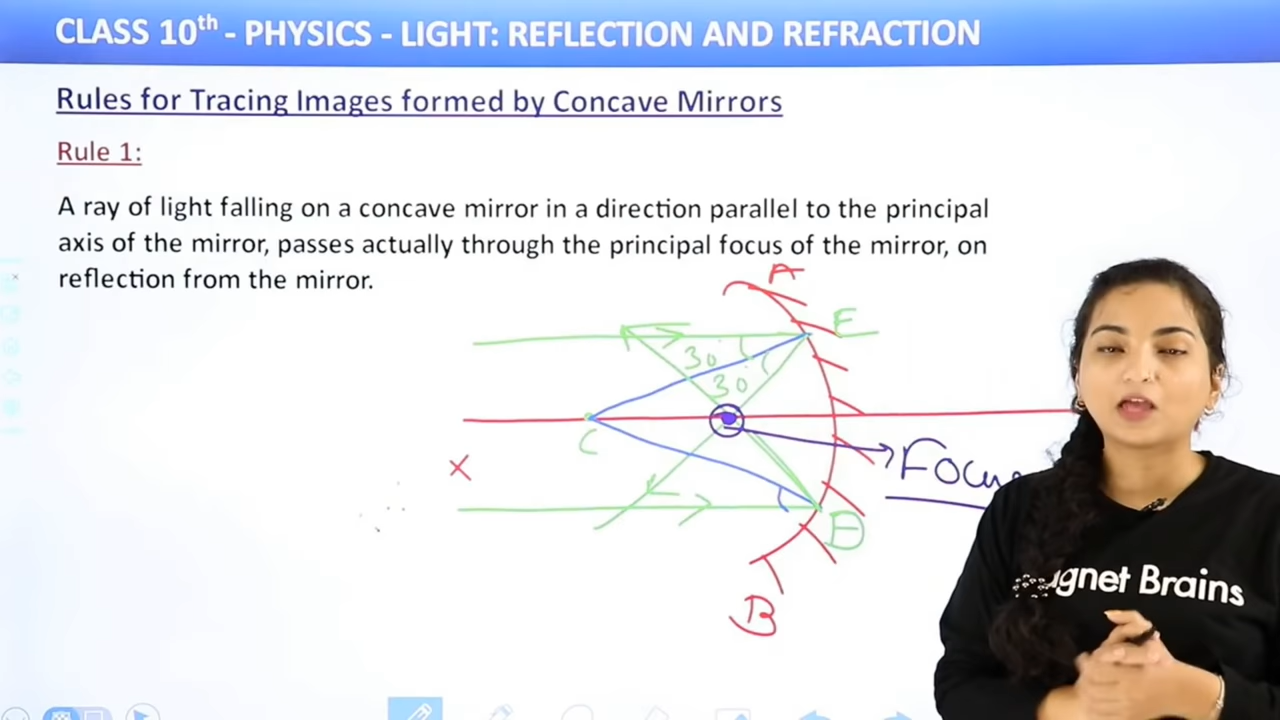 CLASS 10th - PHYSICS - LIGHT: REFLECTION AND REFRACTION
Rules for Tracing Images formed by Concave Mirrors
Rule 1:
A ray of light falling on a concave mirror in a direction parallel to the principal
axis of the mirror, passes actually through the principal focus of the mirror, on
reflection from the mirror.
A
E
30°
30°
C
X
Focus
D
B
agnet Brains